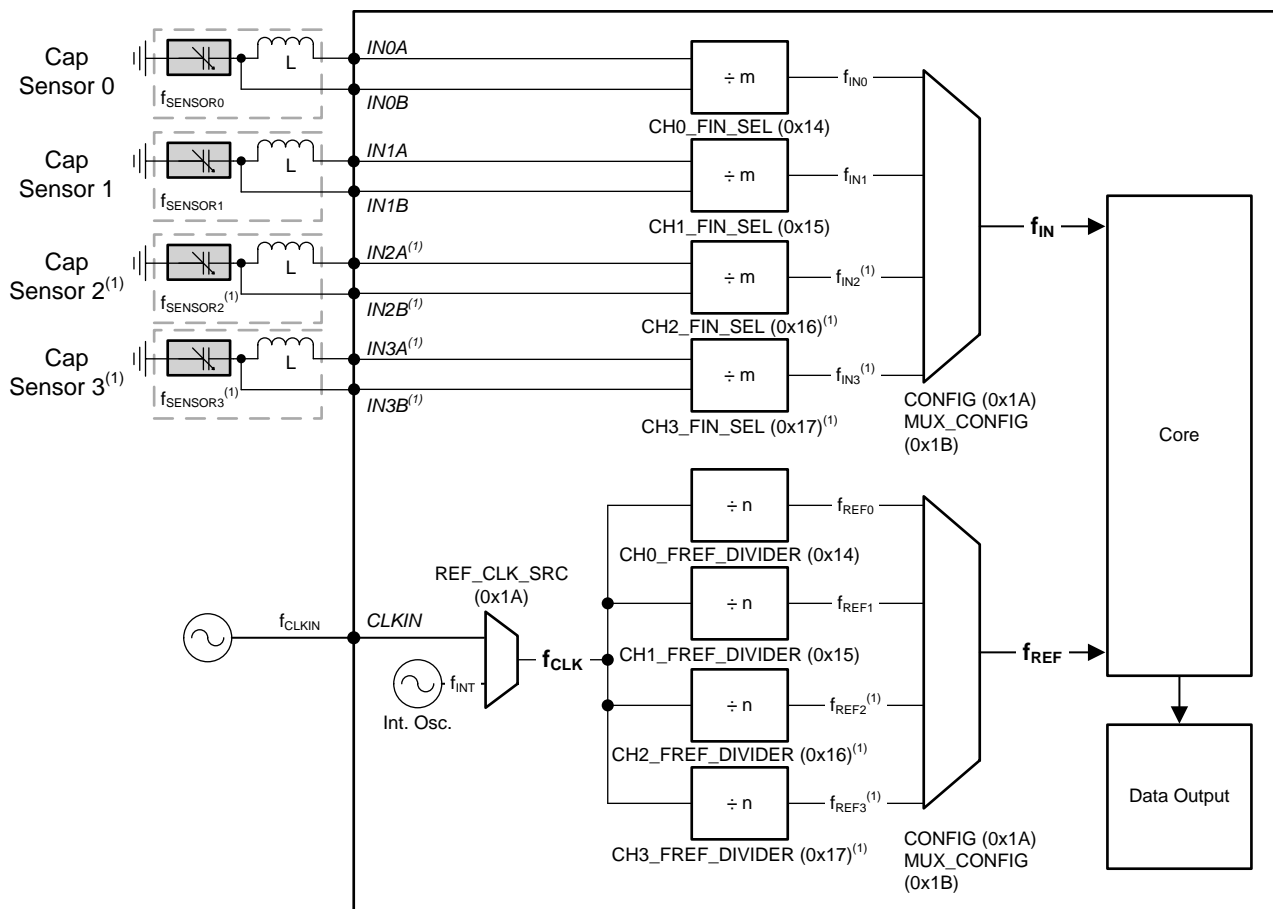 Cap
Sensor 0
fSENSOR0
L
IN0A
IN0B
÷ m
CH0_FIN_SEL (0x14)
fIN0
Cap
Sensor 1
fSENSOR1
L
IN1A
IN1B
÷ m
CH1_FIN_SEL (0x15)
fIN1
Cap
Sensor 2(1)
fSENSOR2(1)
L
IN2A(1)
IN2B(1)
÷ m
CH2_FIN_SEL (0x16)(1)
fIN2(1)
Cap
Sensor 3(1)
fSENSOR3(1)
L
IN3A(1)
IN3B(1)
÷ m
CH3_FIN_SEL (0x17)(1)
fIN3(1)
CONFIG (0x1A)
MUX_CONFIG
(0x1B)
fIN
Core
fCLKIN
CLKIN
REF_CLK_SRC
(0x1A)
fINT
Int. Osc.
fCLK
÷ n
fREF0
CH0_FREF_DIVIDER (0x14)
÷ n
fREF1
CH1_FREF_DIVIDER (0x15)
÷ n
fREF2(1)
CH2_FREF_DIVIDER (0x16)(1)
÷ n
fREF3(1)
CH3_FREF_DIVIDER (0x17)(1)
CONFIG (0x1A)
MUX_CONFIG
(0x1B)
fREF
Data Output